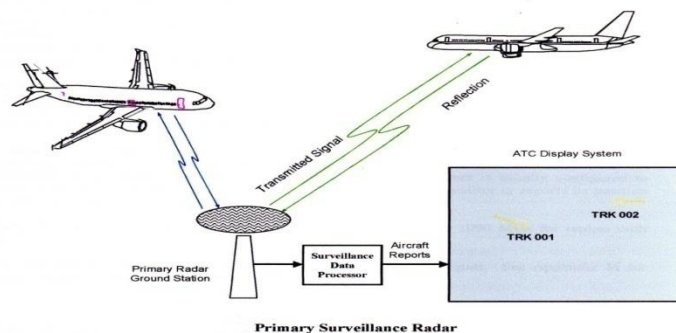 Transmitted Signal
Reflection
ATC Display System
TRK 002
TRK 001
Primary Radar
Ground Station
Surveillance
Data
Processor
Aircraft
Reports
Primary Surveillance Radar